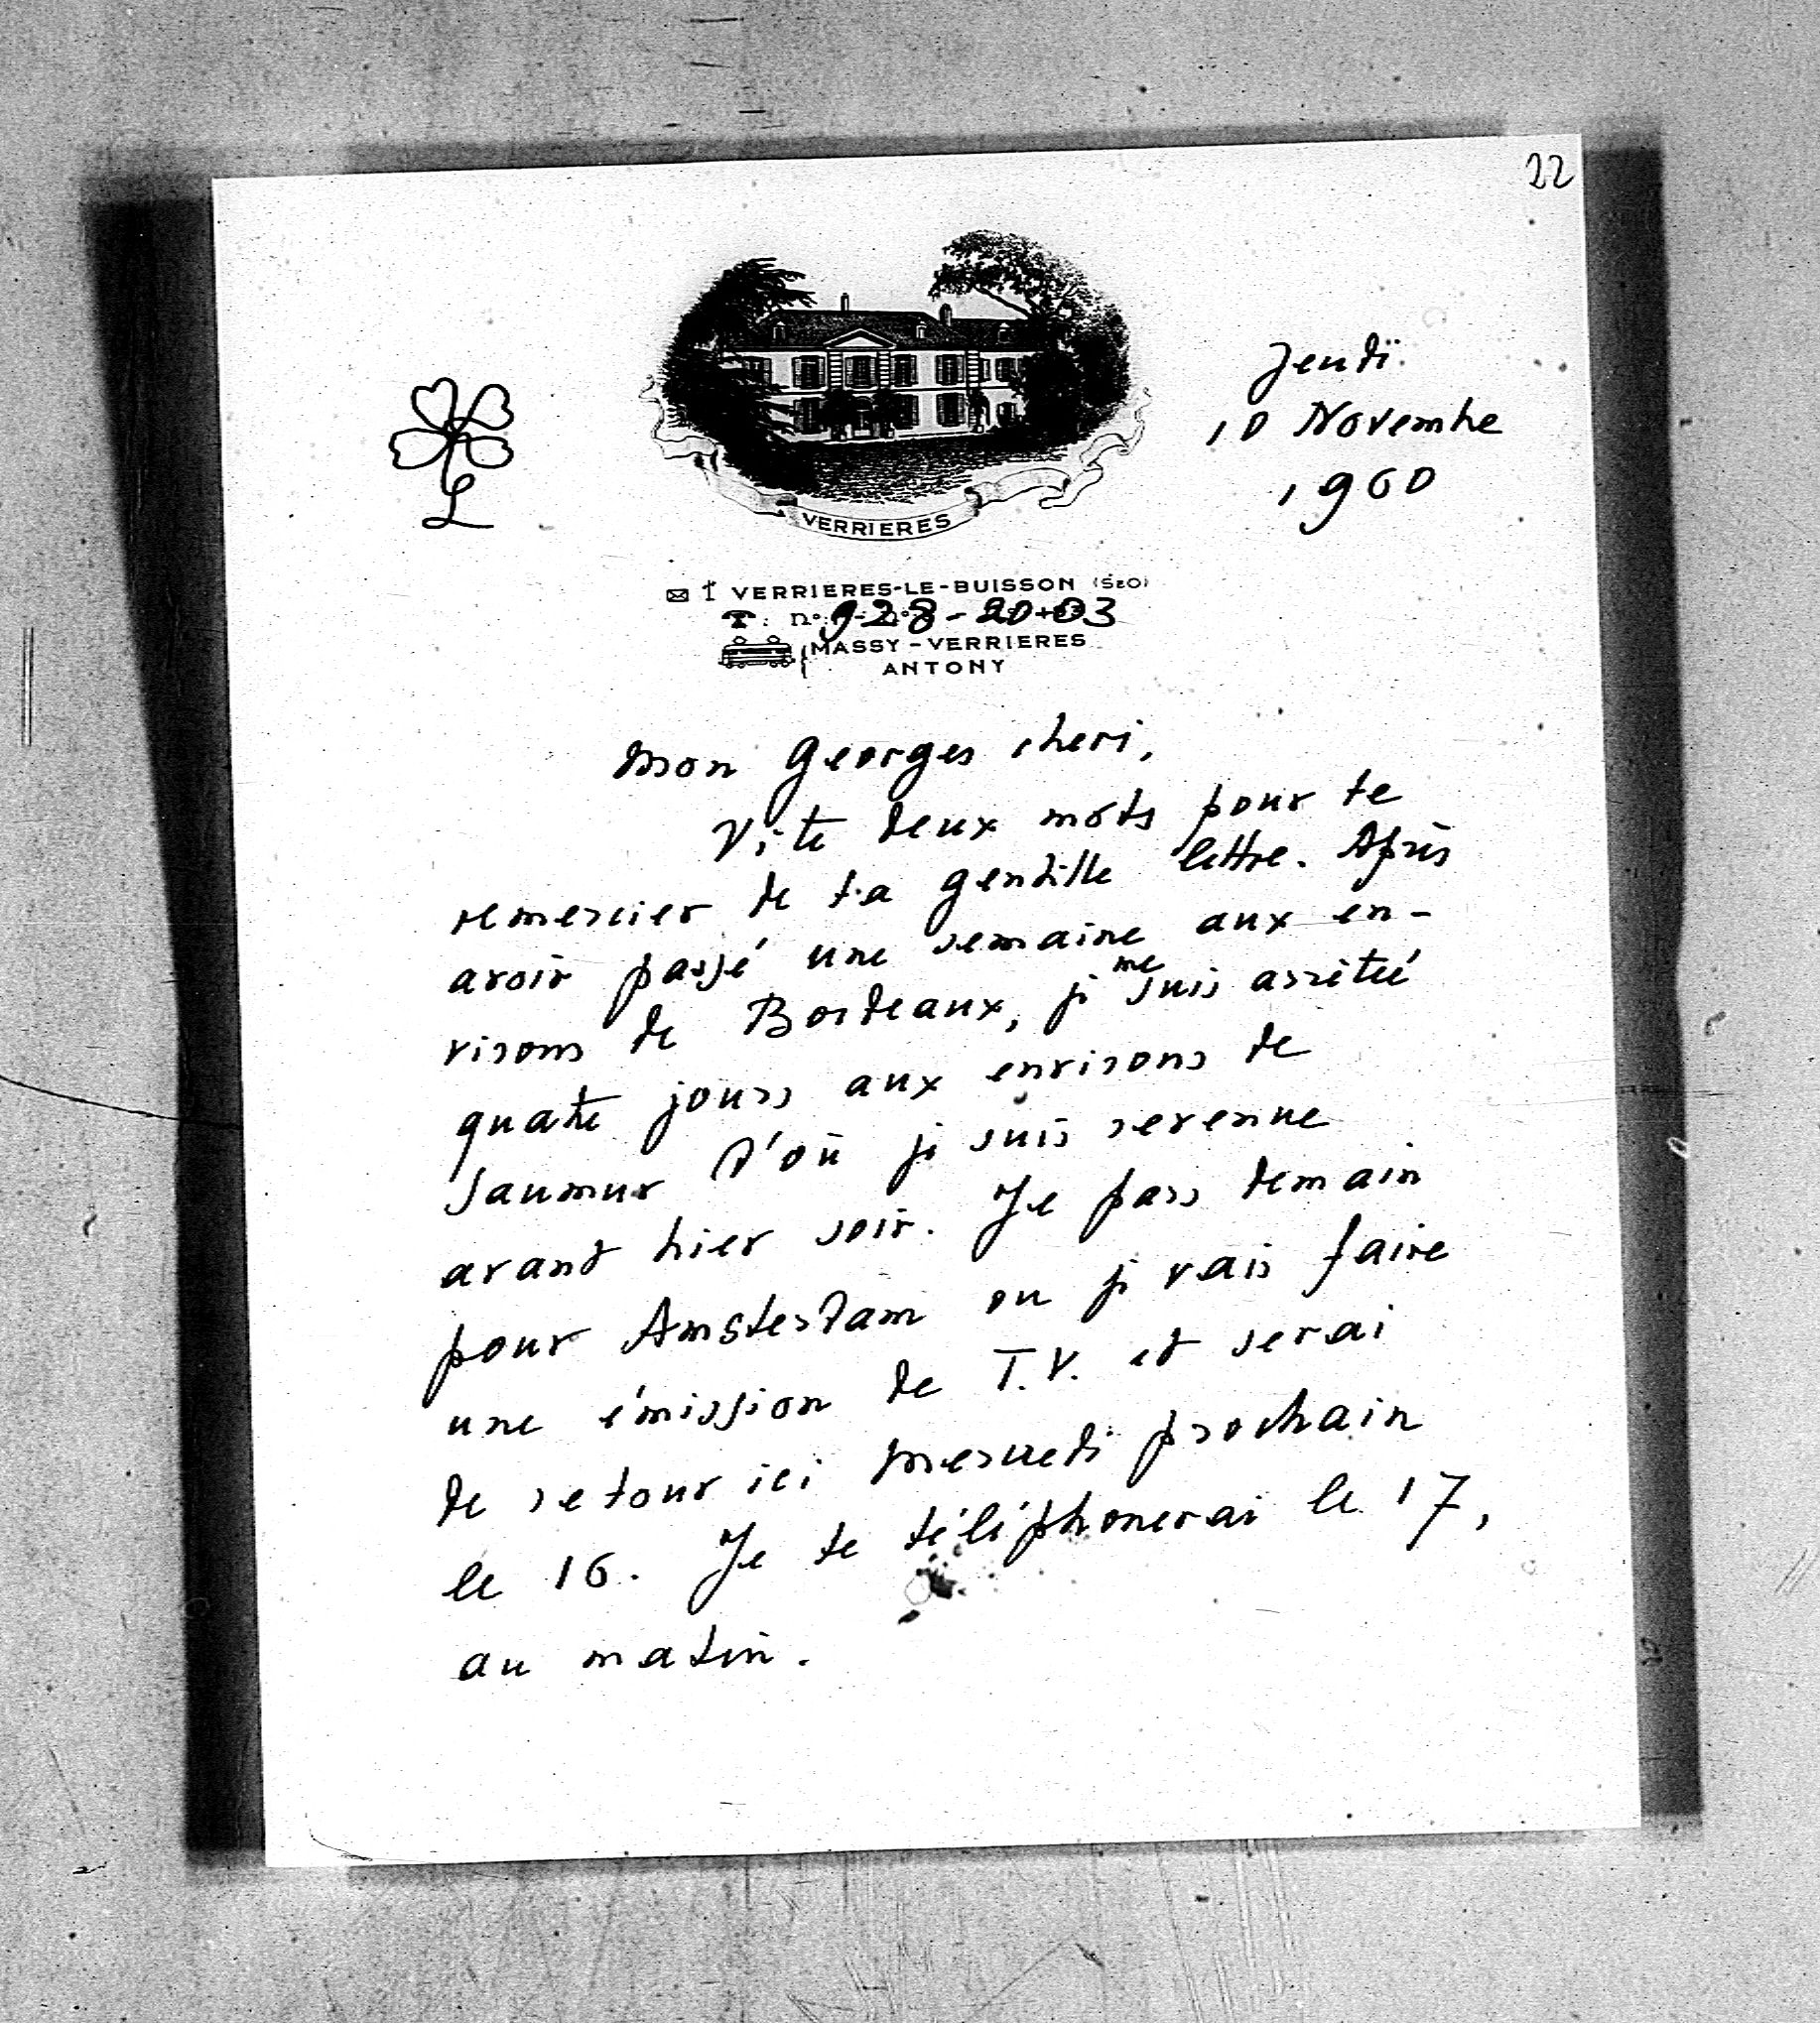 22
Jeudi
10 Novembre
1960
L
VERRIERES
VERRIERES-LE-BUISSON (S&O)
928-20-03
MASSY-VERRIERES
ANTONY
Mon Georges cheri,
Vite deux mots pour te
remercier de ta gentille lettre. Après
avoir passé une semaine aux en-
virons de Bordeaux, je me suis arrêtée
quatre jours aux environs de
Saumur d'où je suis revenue
avant hier soir. Je pars demain
pour Amsterdam ou je vais faire
une émission de T.V. et serai
de retour ici mercredi prochain
le 16. Je te téléphonerai le 17,
au matin.